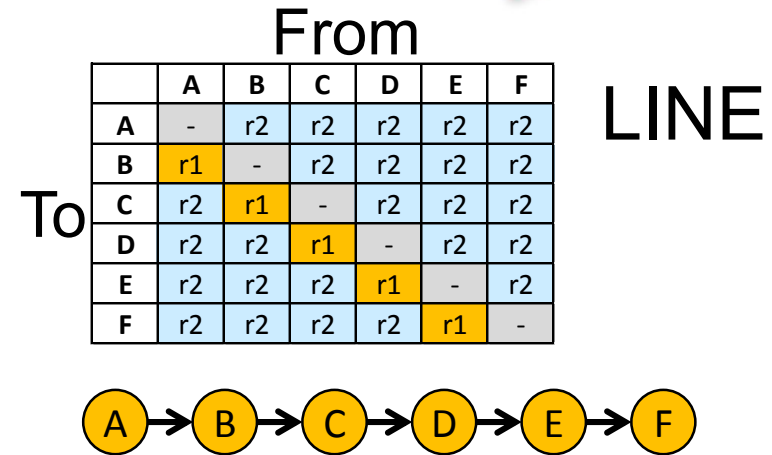 From
A B C D E F
A - r2 r2 r2 r2 r2
B r1 - r2 r2 r2 r2
C r2 r1 - r2 r2 r2
D r2 r2 r1 - r2 r2
E r2 r2 r2 r1 - r2
F r2 r2 r2 r2 r1 -
LINE
To
A B C D E F